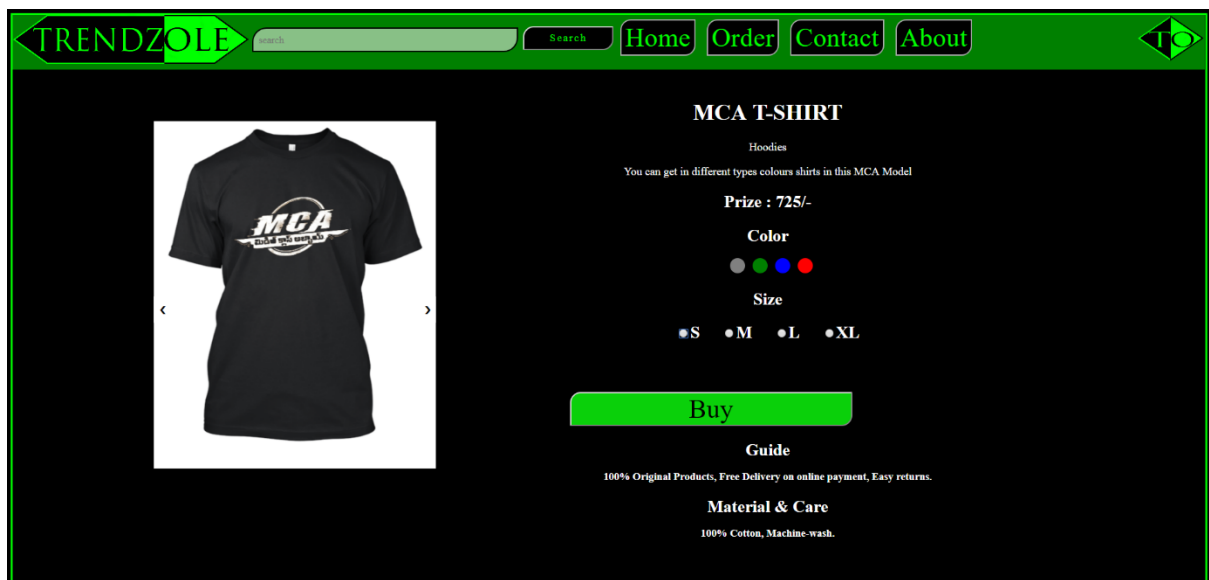 TRENDZOLE
search
Search
Home
Order
Contact
About
TO
MCA
మిడిల్ క్లాస్ అబ్బాయి
MCA T-SHIRT
Hoodies
You can get in different types colours shirts in this MCA Model
Prize : 725/-
Color
Size
S
M
L
XL
Buy
Guide
100% Original Products, Free Delivery on online payment, Easy returns.
Material & Care
100% Cotton, Machine-wash.